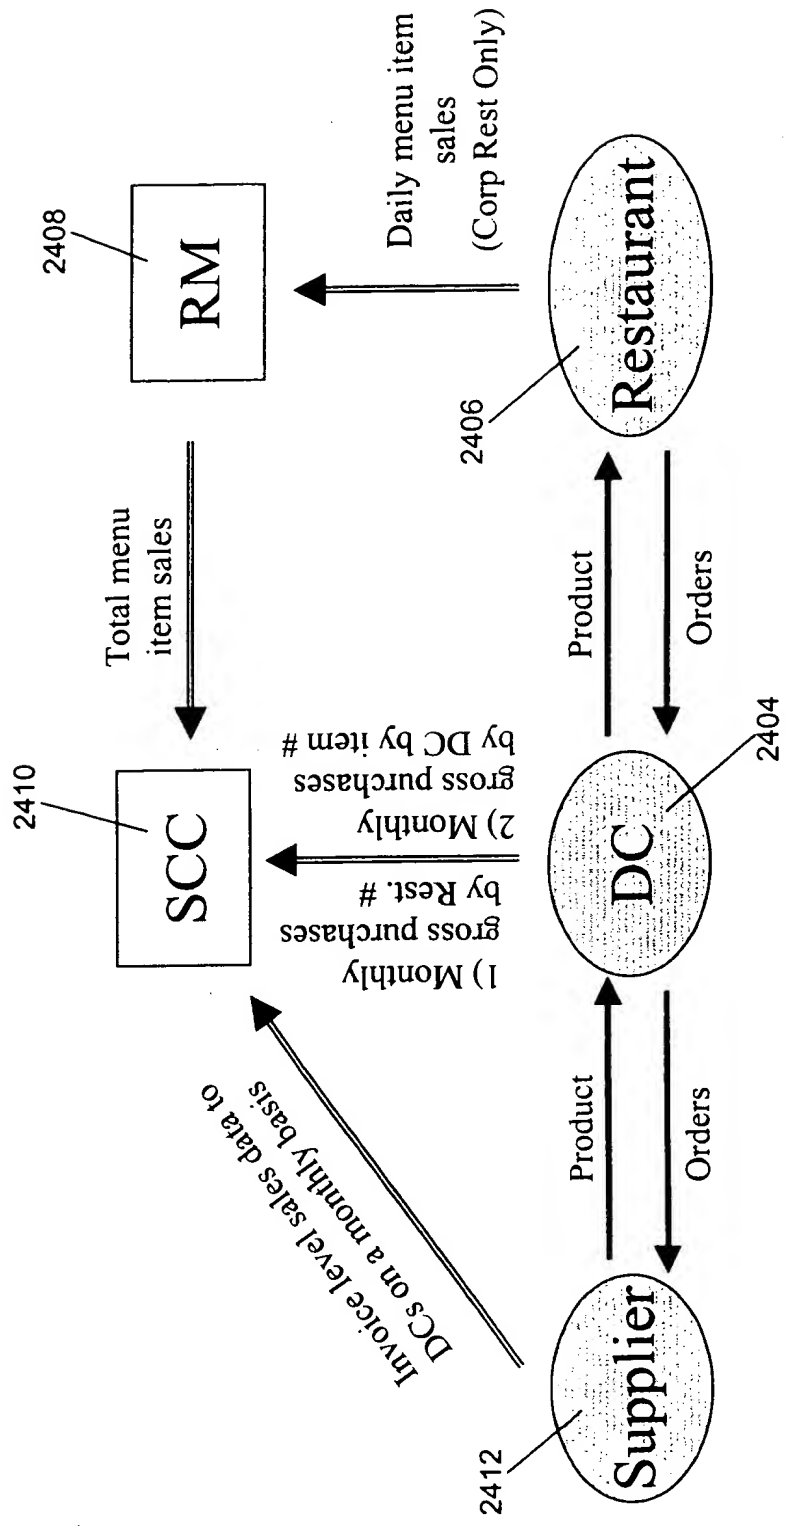 2410
SCC
Total menu
item sales
2408
RM
Invoice level sales data to
DCs on a monthly basis
1) Monthly
gross purchases
by Rest. #
2) Monthly
gross purchases
by DC by item #
Daily menu item
sales
(Corp Rest Only)
2412
Supplier
Product
Orders
DC
2404
Product
Orders
2406
Restaurant